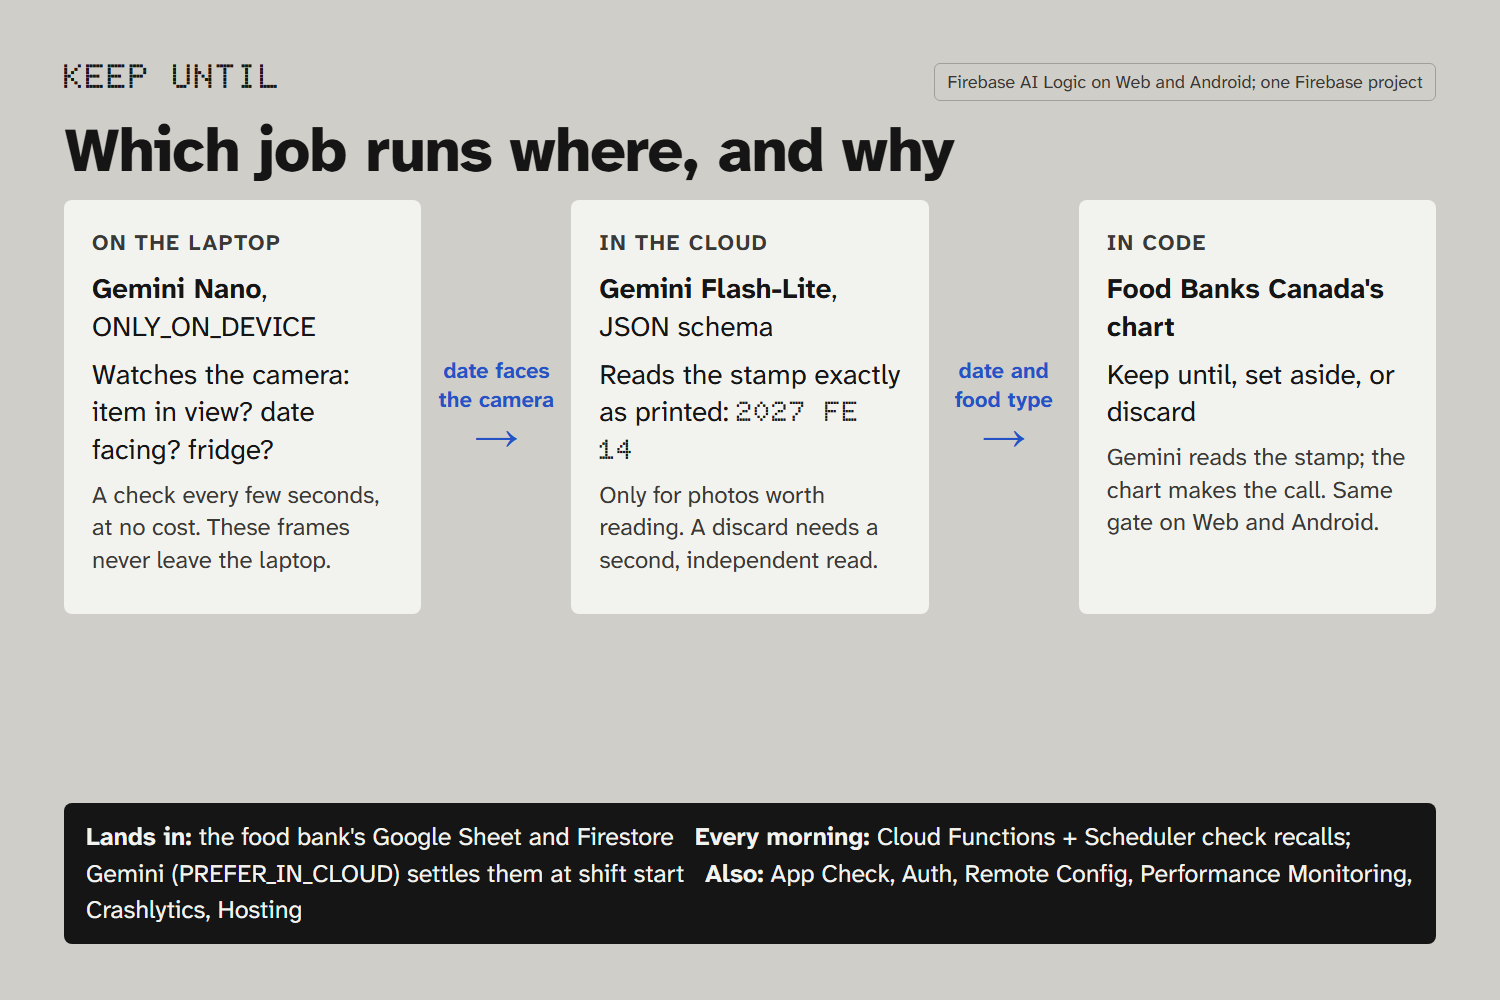 KEEP UNTIL
Firebase AI Logic on Web and Android; one Firebase project
Which job runs where, and why
ON THE LAPTOP
Gemini Nano,
ONLY_ON_DEVICE
Watches the camera:
item in view? date
facing? fridge?
A check every few seconds,
at no cost. These frames
never leave the laptop.
date faces
the camera
→
IN THE CLOUD
Gemini Flash-Lite,
JSON schema
Reads the stamp exactly
as printed: 2027 FE
14
Only for photos worth
reading. A discard needs a
second, independent read.
date and
food type
→
IN CODE
Food Banks Canada's
chart
Keep until, set aside, or
discard
Gemini reads the stamp; the
chart makes the call. Same
gate on Web and Android.
Lands in: the food bank's Google Sheet and Firestore Every morning: Cloud Functions + Scheduler check recalls;
Gemini (PREFER_IN_CLOUD) settles them at shift start Also: App Check, Auth, Remote Config, Performance Monitoring,
Crashlytics, Hosting